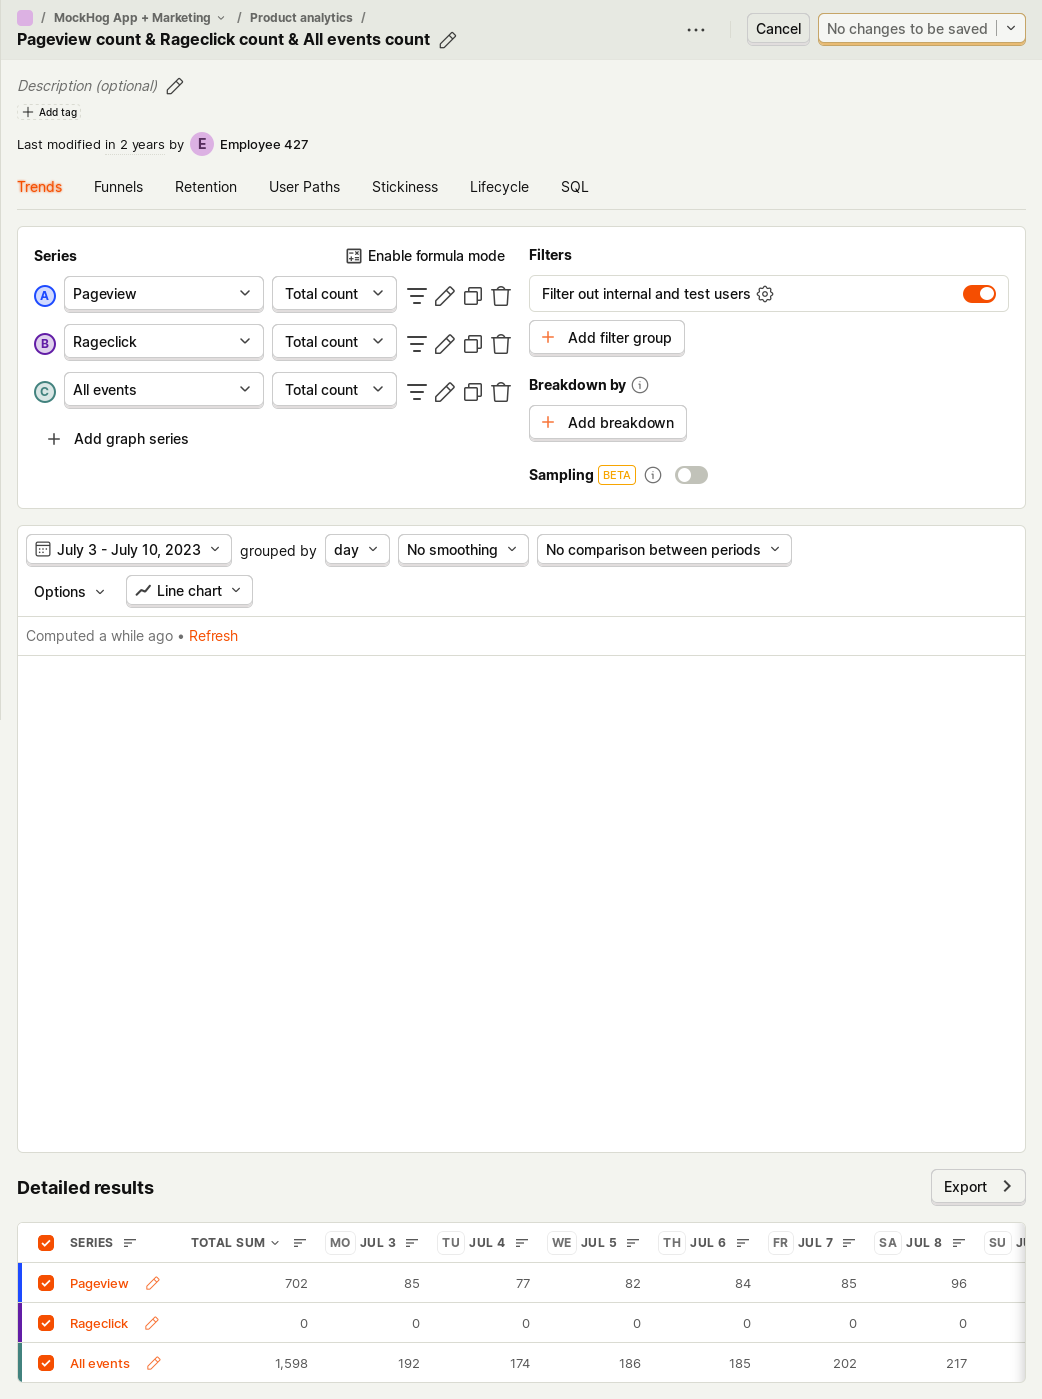 / MockHog App + Marketing / Product analytics /
Pageview count & Rageclick count & All events count
Cancel
No changes to be saved
Description (optional)
Add tag
Last modified in 2 years by E Employee 427
Trends Funnels Retention User Paths Stickiness Lifecycle SQL
Series
Enable formula mode
A Pageview Total count
B Rageclick Total count
C All events Total count
Add graph series
Filters
Filter out internal and test users
Add filter group
Breakdown by
Add breakdown
Sampling BETA
July 3 - July 10, 2023 grouped by day No smoothing No comparison between periods
Options Line chart
Computed a while ago • Refresh
Detailed results
Export
SERIES TOTAL SUM MO JUL 3 TU JUL 4 WE JUL 5 TH JUL 6 FR JUL 7 SA JUL 8 SU
Pageview 702 85 77 82 84 85 96
Rageclick 0 0 0 0 0 0 0
All events 1,598 192 174 186 185 202 217